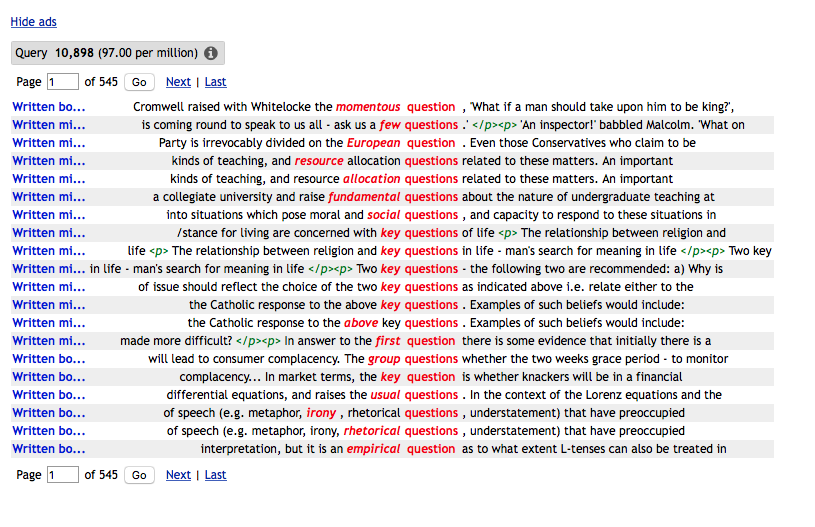 Hide ads
Query 10,898 (97.00 per million) i
Page 1 of 545 Go Next | Last
Written bo... Cromwell raised with Whitelocke the momentous question , 'What if a man should take upon him to be king?',
Written mi... is coming round to speak to us all - ask us a few questions .' </p><p> 'An inspector!' babbled Malcolm. 'What on
Written mi... Party is irrevocably divided on the European question . Even those Conservatives who claim to be
Written mi... kinds of teaching, and resource allocation questions related to these matters. An important
Written mi... kinds of teaching, and resource allocation questions related to these matters. An important
Written mi... a collegiate university and raise fundamental questions about the nature of undergraduate teaching at
Written mi... into situations which pose moral and social questions , and capacity to respond to these situations in
Written mi... /stance for living are concerned with key questions of life <p> The relationship between religion and
Written mi... life <p> The relationship between religion and key questions in life - man's search for meaning in life </p><p> Two key
Written mi... in life - man's search for meaning in life </p><p> Two key questions - the following two are recommended: a) Why is
Written mi... of issue should reflect the choice of the two key questions as indicated above i.e. relate either to the
Written mi... the Catholic response to the above key questions . Examples of such beliefs would include:
Written mi... the Catholic response to the above key questions . Examples of such beliefs would include:
Written mi... made more difficult? </p><p> In answer to the first question there is some evidence that initially there is a
Written bo... will lead to consumer complacency. The group questions whether the two weeks grace period - to monitor
Written bo... complacency... In market terms, the key question is whether knackers will be in a financial
Written bo... differential equations, and raises the usual questions . In the context of the Lorenz equations and the
Written bo... of speech (e.g. metaphor, irony , rhetorical questions , understatement) that have preoccupied
Written bo... of speech (e.g. metaphor, irony, rhetorical questions , understatement) that have preoccupied
Written bo... interpretation, but it is an empirical question as to what extent L-tenses can also be treated in
Page 1 of 545 Go Next | Last